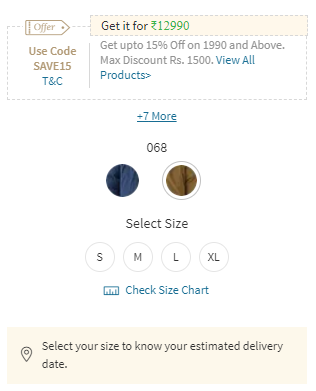 Offer
Get it for ₹12990
Use Code
SAVE15
T&C
Get upto 15% Off on 1990 and Above.
Max Discount Rs. 1500. View All
Products>
+7 More
068
Select Size
S M L XL
Check Size Chart
Select your size to know your estimated delivery
date.